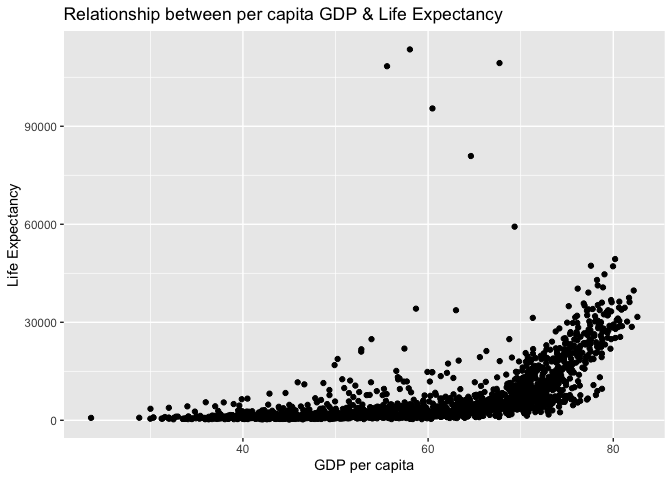 Relationship between per capita GDP & Life Expectancy
90000
60000
30000
0
Life Expectancy
40
60
80
GDP per capita